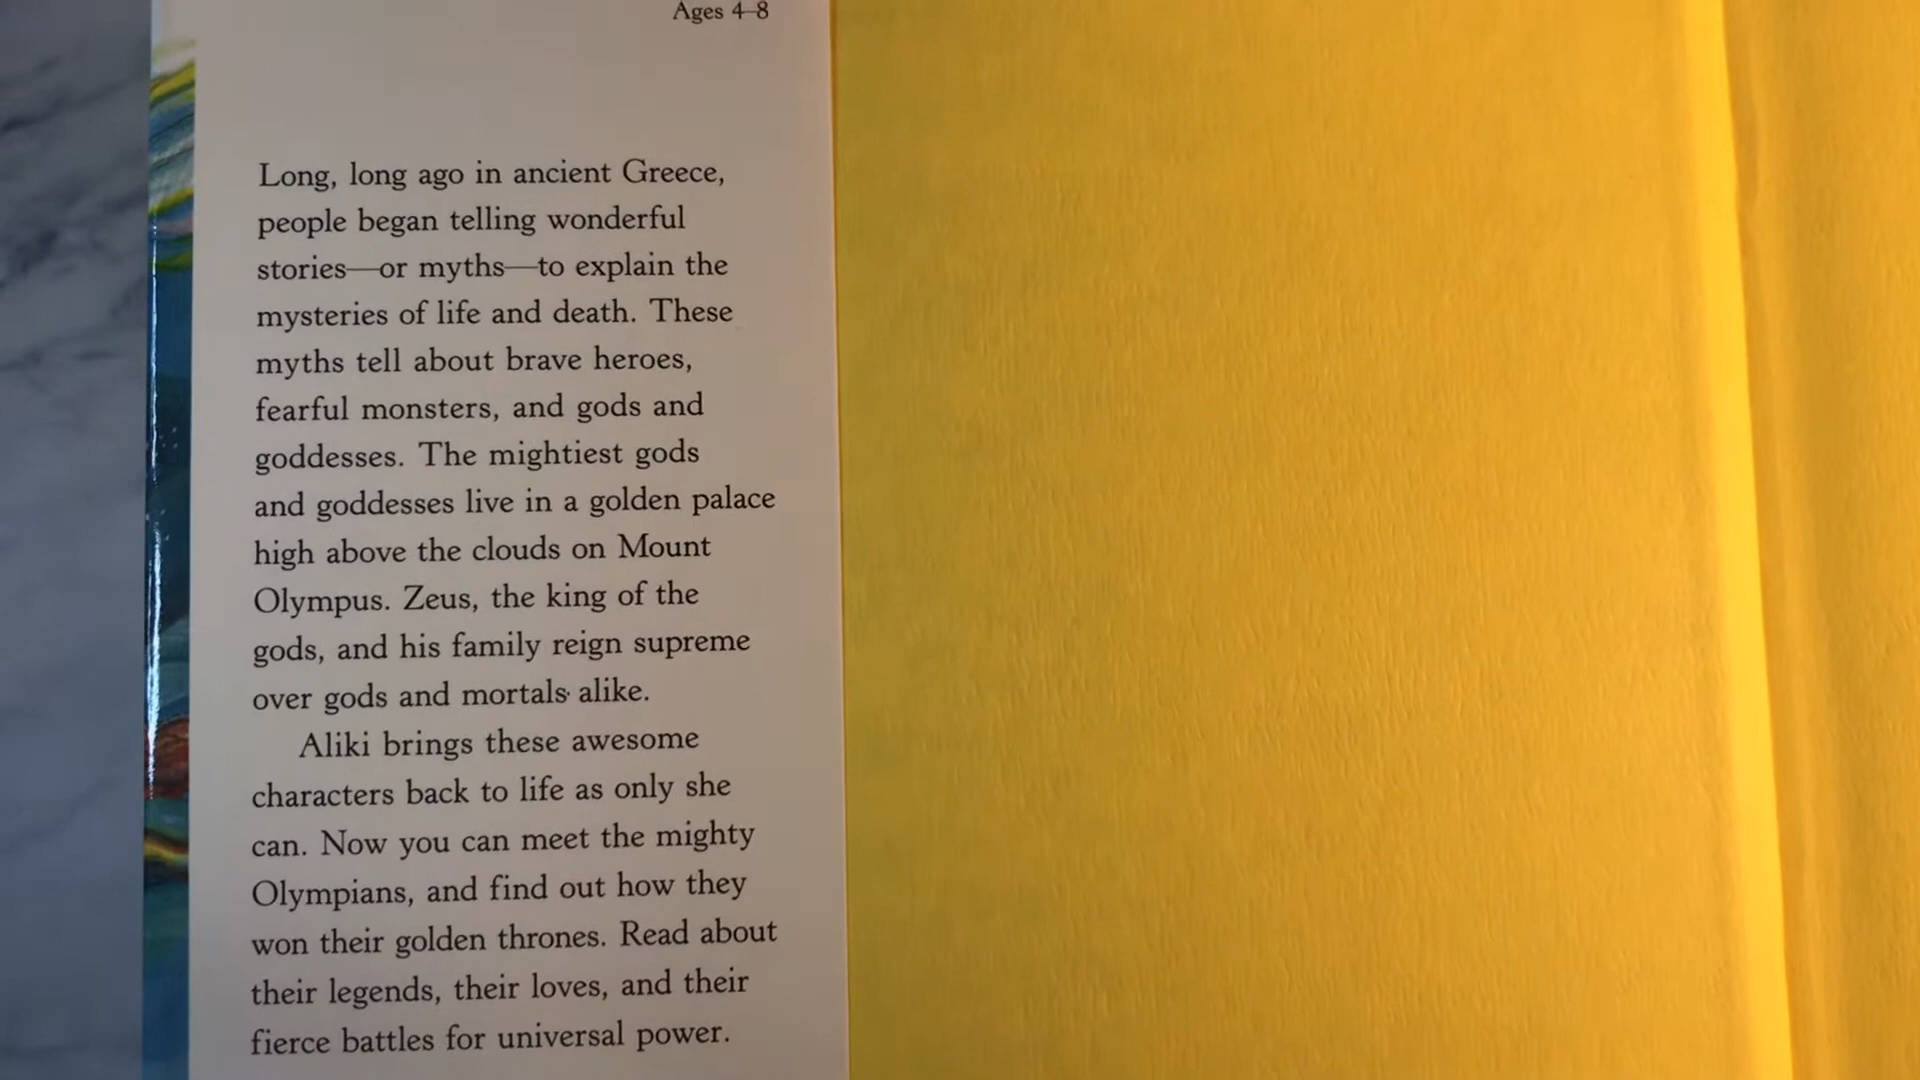 Ages 4–8
Long, long ago in ancient Greece,
people began telling wonderful
stories—or myths—to explain the
mysteries of life and death. These
myths tell about brave heroes,
fearful monsters, and gods and
goddesses. The mightiest gods
and goddesses live in a golden palace
high above the clouds on Mount
Olympus. Zeus, the king of the
gods, and his family reign supreme
over gods and mortals alike.
Aliki brings these awesome
characters back to life as only she
can. Now you can meet the mighty
Olympians, and find out how they
won their golden thrones. Read about
their legends, their loves, and their
fierce battles for universal power.